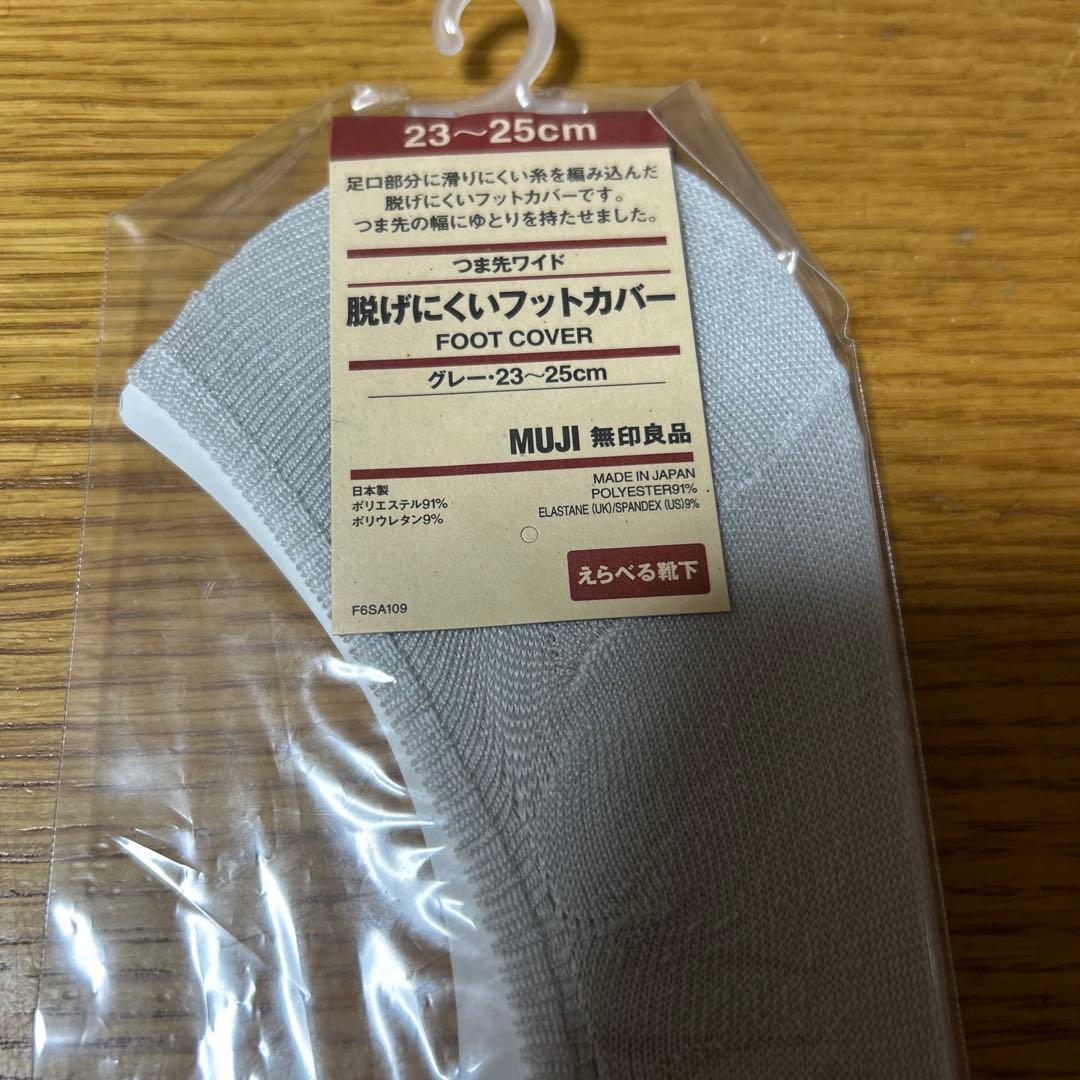 23〜25cm
足口部分に滑りにくい糸を編み込んだ
脱げにくいフットカバーです。
つま先の幅にゆとりを持たせました。
つま先ワイド
脱げにくいフットカバー
FOOT COVER
グレー・23〜25cm
MUJI 無印良品
日本製
ポリエステル91%
ポリウレタン9%
MADE IN JAPAN
POLYESTER91%
ELASTANE (UK)/SPANDEX (US)9%
えらべる靴下
F6SA109